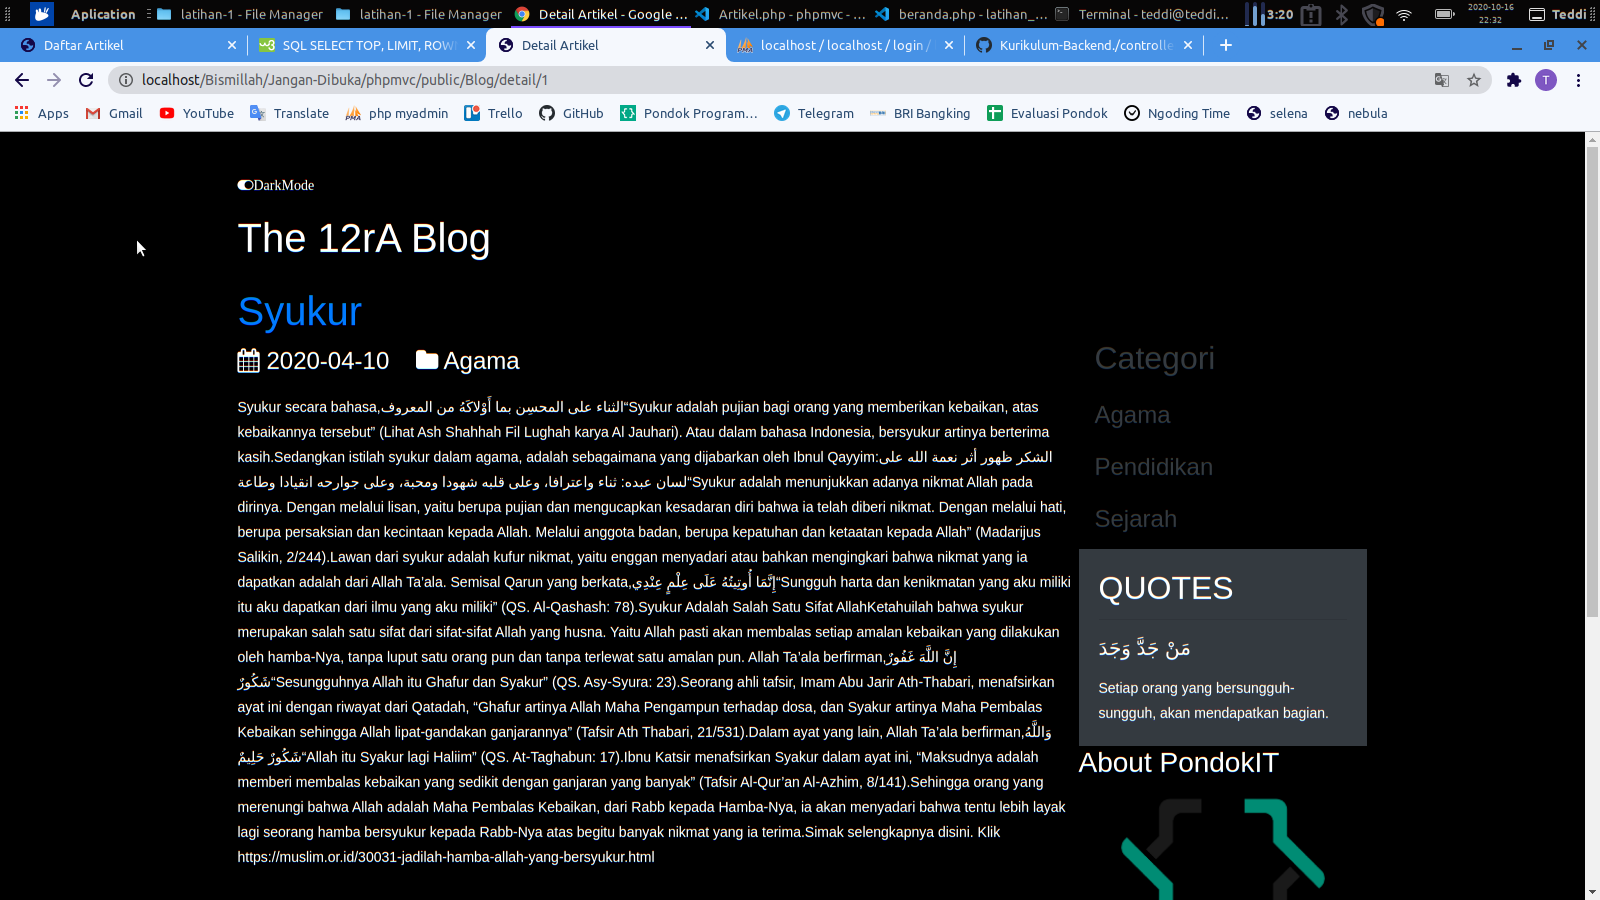 Aplication
latihan-1 - File Manager
latihan-1 - File Manager
Detail Artikel - Google ...
Artikel.php - phpmvc - ...
beranda.php - latihan_...
Terminal - teddi@teddi...
3:20
2020-10-16
22:32
Teddi
Daftar Artikel
SQL SELECT TOP, LIMIT, ROW
Detail Artikel
localhost / localhost / login /
Kurikulum-Backend./controlle
localhost/Bismillah/Jangan-Dibuka/phpmvc/public/Blog/detail/1
T
Apps
Gmail
YouTube
Translate
php myadmin
Trello
GitHub
Pondok Program...
Telegram
BRI Bangking
Evaluasi Pondok
Ngoding Time
selena
nebula
DarkMode
The 12rA Blog
Syukur
2020-04-10 Agama
Syukur secara bahasa,الثناء على المحسِن بما أَوْلاكَهُ من المعروف“Syukur adalah pujian bagi orang yang memberikan kebaikan, atas
kebaikannya tersebut” (Lihat Ash Shahhah Fil Lughah karya Al Jauhari). Atau dalam bahasa Indonesia, bersyukur artinya berterima
kasih.Sedangkan istilah syukur dalam agama, adalah sebagaimana yang dijabarkan oleh Ibnul Qayyim:الشكر ظهور أثر نعمة الله على
لسان عبده: ثناء واعترافا، وعلى قلبه شهودا ومحبة، وعلى جوارحه انقيادا وطاعة“Syukur adalah menunjukkan adanya nikmat Allah pada
dirinya. Dengan melalui lisan, yaitu berupa pujian dan mengucapkan kesadaran diri bahwa ia telah diberi nikmat. Dengan melalui hati,
berupa persaksian dan kecintaan kepada Allah. Melalui anggota badan, berupa kepatuhan dan ketaatan kepada Allah” (Madarijus
Salikin, 2/244).Lawan dari syukur adalah kufur nikmat, yaitu enggan menyadari atau bahkan mengingkari bahwa nikmat yang ia
dapatkan adalah dari Allah Ta’ala. Semisal Qarun yang berkata,إِنَّمَا أُوتِيتُهُ عَلَى عِلْمٍ عِنْدِي“Sungguh harta dan kenikmatan yang aku miliki
itu aku dapatkan dari ilmu yang aku miliki” (QS. Al-Qashash: 78).Syukur Adalah Salah Satu Sifat AllahKetahuilah bahwa syukur
merupakan salah satu sifat dari sifat-sifat Allah yang husna. Yaitu Allah pasti akan membalas setiap amalan kebaikan yang dilakukan
oleh hamba-Nya, tanpa luput satu orang pun dan tanpa terlewat satu amalan pun. Allah Ta’ala berfirman,إِنَّ اللَّهَ غَفُورٌ
شَكُورٌ“Sesungguhnya Allah itu Ghafur dan Syakur” (QS. Asy-Syura: 23).Seorang ahli tafsir, Imam Abu Jarir Ath-Thabari, menafsirkan
ayat ini dengan riwayat dari Qatadah, “Ghafur artinya Allah Maha Pengampun terhadap dosa, dan Syakur artinya Maha Pembalas
Kebaikan sehingga Allah lipat-gandakan ganjarannya” (Tafsir Ath Thabari, 21/531).Dalam ayat yang lain, Allah Ta’ala berfirman,وَاللَّهُ
شَكُورٌ حَلِيمٌ“Allah itu Syakur lagi Haliim” (QS. At-Taghabun: 17).Ibnu Katsir menafsirkan Syakur dalam ayat ini, “Maksudnya adalah
memberi membalas kebaikan yang sedikit dengan ganjaran yang banyak” (Tafsir Al-Qur’an Al-Azhim, 8/141).Sehingga orang yang
merenungi bahwa Allah adalah Maha Pembalas Kebaikan, dari Rabb kepada Hamba-Nya, ia akan menyadari bahwa tentu lebih layak
lagi seorang hamba bersyukur kepada Rabb-Nya atas begitu banyak nikmat yang ia terima.Simak selengkapnya disini. Klik
https://muslim.or.id/30031-jadilah-hamba-allah-yang-bersyukur.html
Categori
Agama
Pendidikan
Sejarah
QUOTES
مَنْ جَدَّ وَجَدَ
Setiap orang yang bersungguh-
sungguh, akan mendapatkan bagian.
About PondokIT